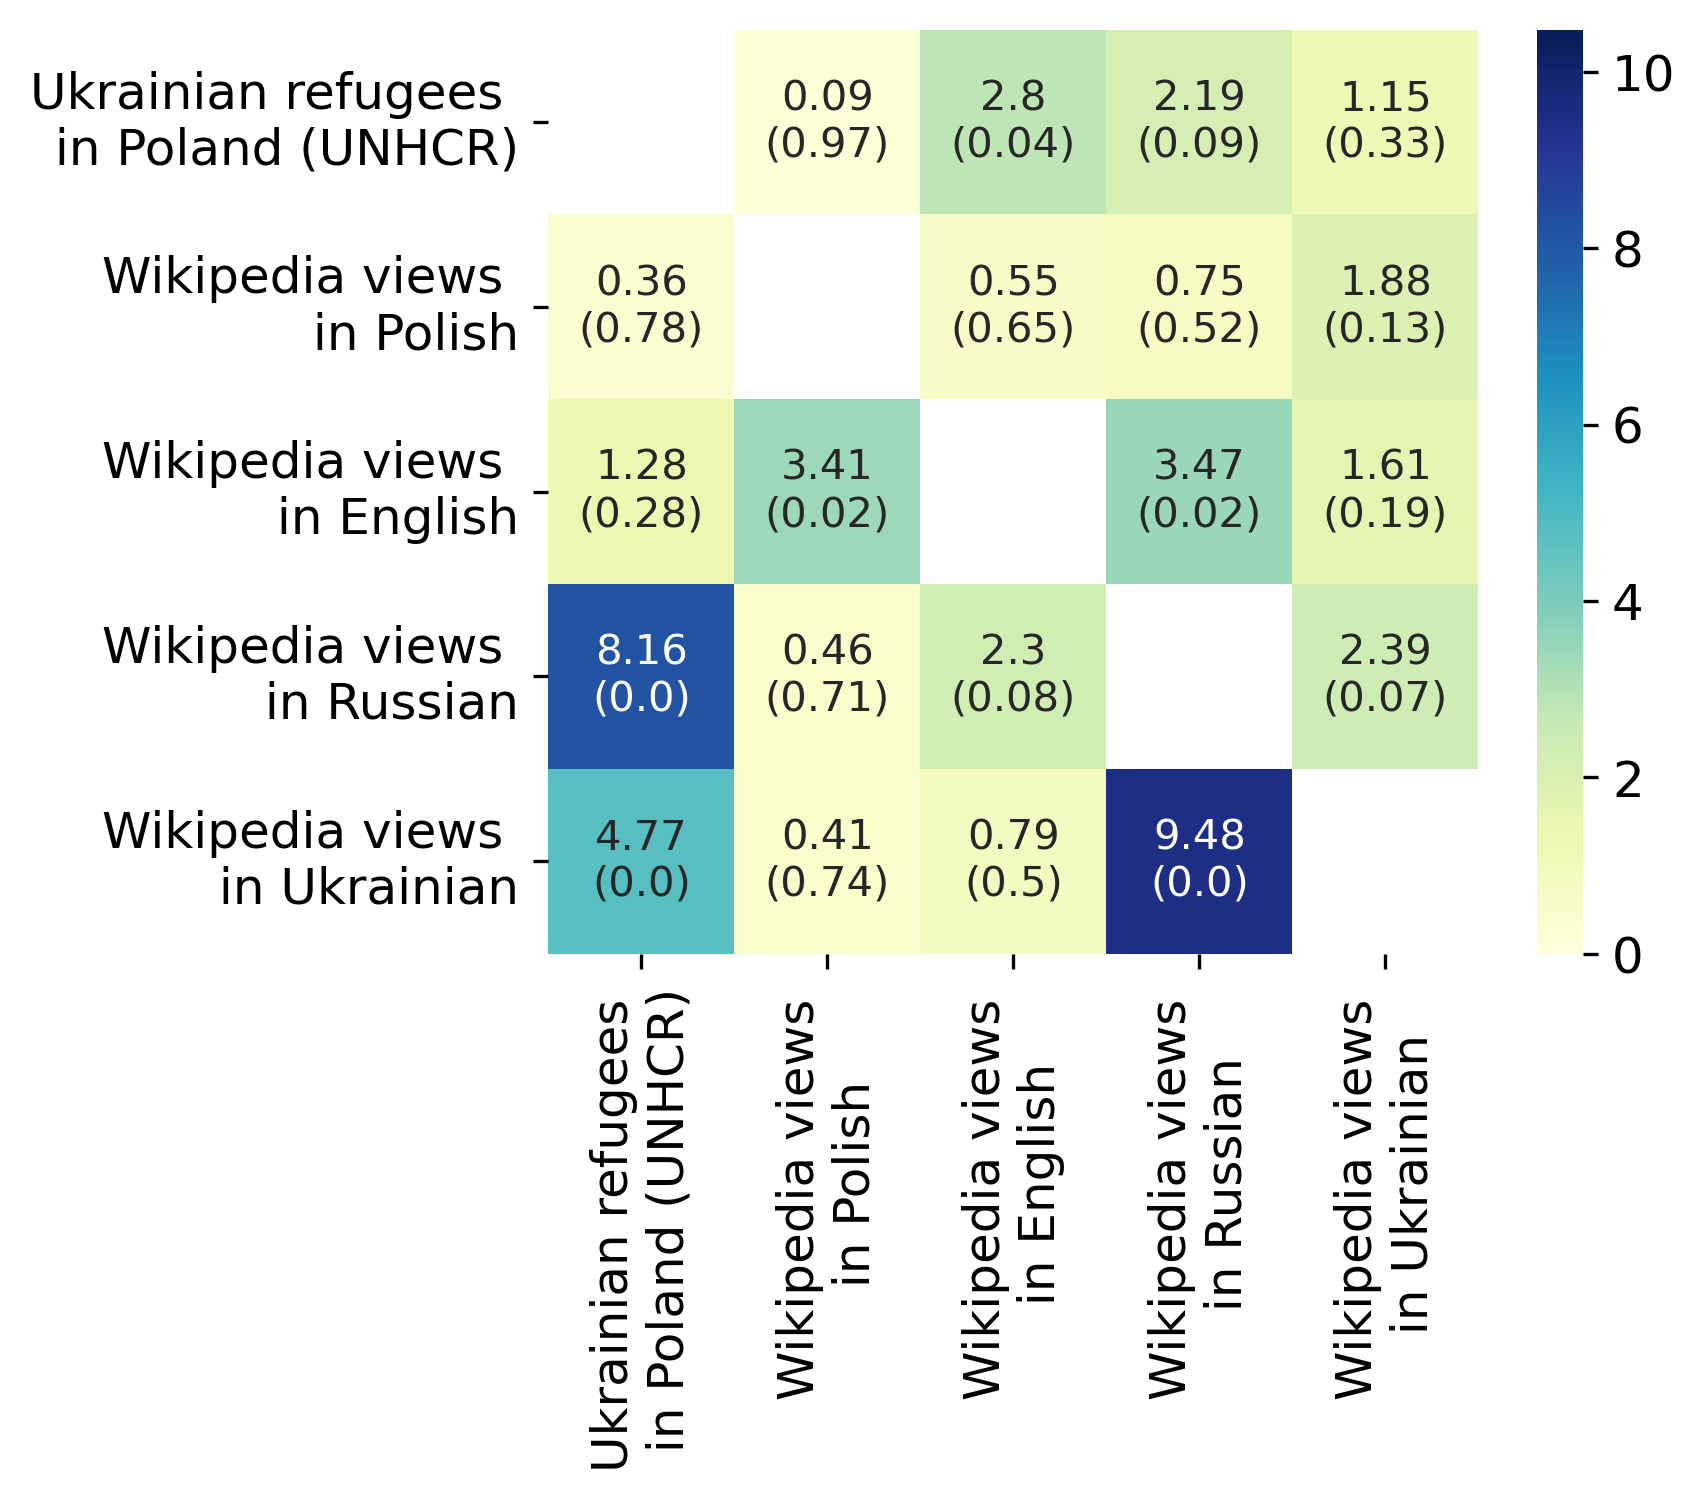 Ukrainian refugees
in Poland (UNHCR)
0.09
(0.97)
2.8
(0.04)
2.19
(0.09)
1.15
(0.33)
Wikipedia views
in Polish
0.36
(0.78)
0.55
(0.65)
0.75
(0.52)
1.88
(0.13)
Wikipedia views
in English
1.28
(0.28)
3.41
(0.02)
3.47
(0.02)
1.61
(0.19)
Wikipedia views
in Russian
8.16
(0.0)
0.46
(0.71)
2.3
(0.08)
2.39
(0.07)
Wikipedia views
in Ukrainian
4.77
(0.0)
0.41
(0.74)
0.79
(0.5)
9.48
(0.0)
10
8
6
4
2
0
Ukrainian refugees
in Poland (UNHCR)
Wikipedia views
in Polish
Wikipedia views
in English
Wikipedia views
in Russian
Wikipedia views
in Ukrainian